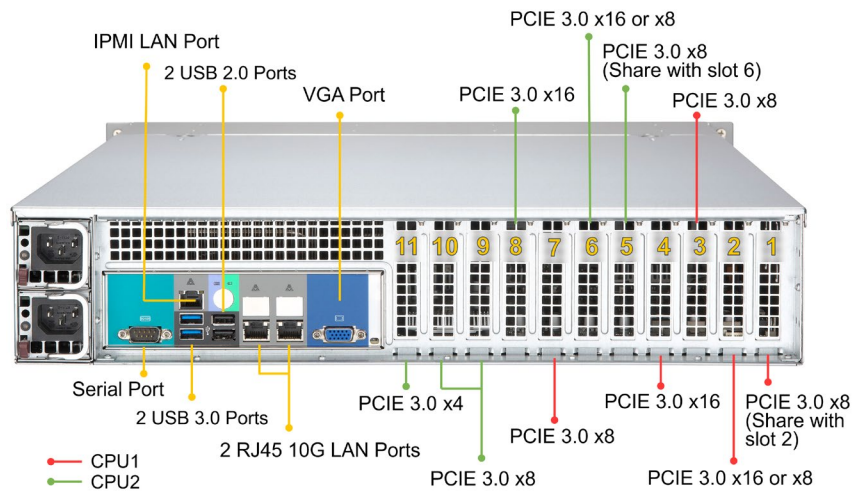 PCIE 3.0 x16 or x8
IPMI LAN Port
PCIE 3.0 x8
(Share with slot 6)
2 USB 2.0 Ports
VGA Port
PCIE 3.0 x16
PCIE 3.0 x8
11 10 9 8 7 6 5 4 3 2 1
Serial Port
2 USB 3.0 Ports
2 RJ45 10G LAN Ports
PCIE 3.0 x4
PCIE 3.0 x8
PCIE 3.0 x8
PCIE 3.0 x16
PCIE 3.0 x8
(Share with
slot 2)
PCIE 3.0 x16 or x8
CPU1
CPU2